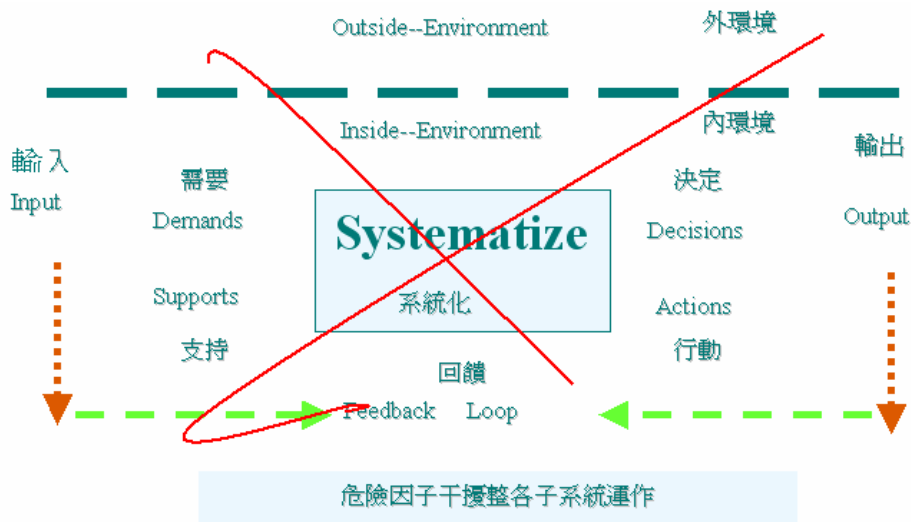 Outside--Environment
外環境
Inside--Environment
內環境
輸入
Input
需要
Demands
Supports
支持
Systematize
系統化
決定
Decisions
Actions
行動
輸出
Output
回饋
Feedback Loop
危險因子干擾整各子系統運作